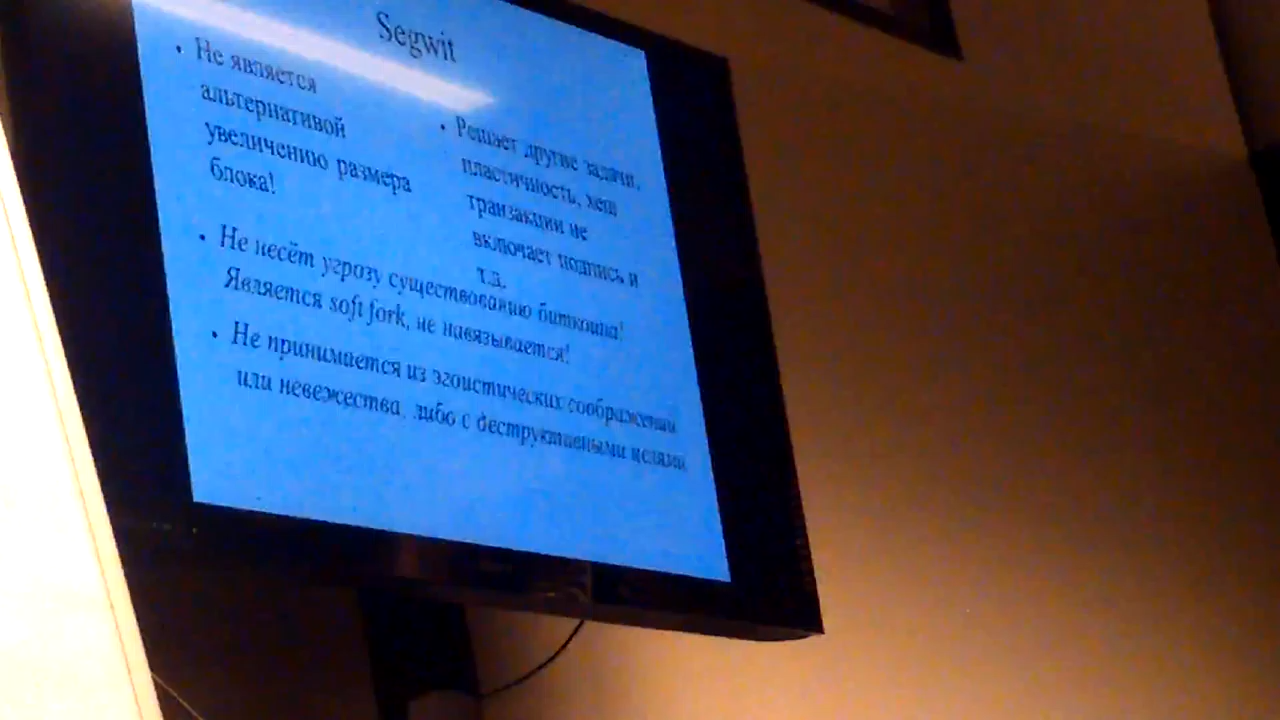 Segwit
• Не является
альтернативой
увеличению размера
блока!
• Решает другие задачи,
пластичность, хеш
транзакции не
включает подпись и
т.д.
• Не несёт угрозу существованию биткоина!
Является soft fork, не навязывается!
• Не принимается из эгоистических соображений
или невежества, либо с деструктивными целями